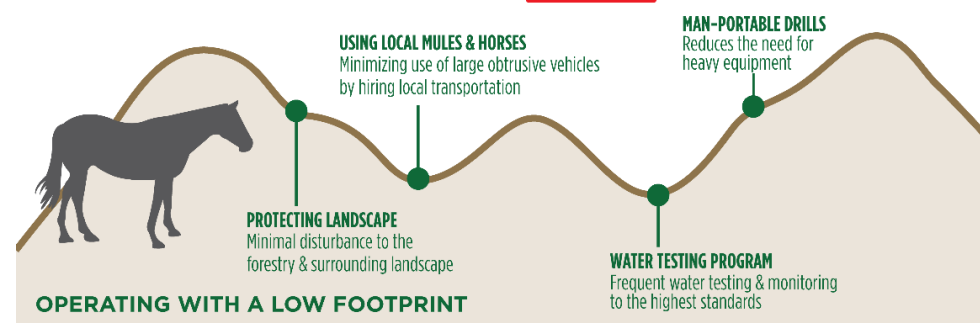 USING LOCAL MULES & HORSES
Minimizing use of large obtrusive vehicles
by hiring local transportation
MAN-PORTABLE DRILLS
Reduces the need for
heavy equipment
PROTECTING LANDSCAPE
Minimal disturbance to the
forestry & surrounding landscape
WATER TESTING PROGRAM
Frequent water testing & monitoring
to the highest standards
OPERATING WITH A LOW FOOTPRINT